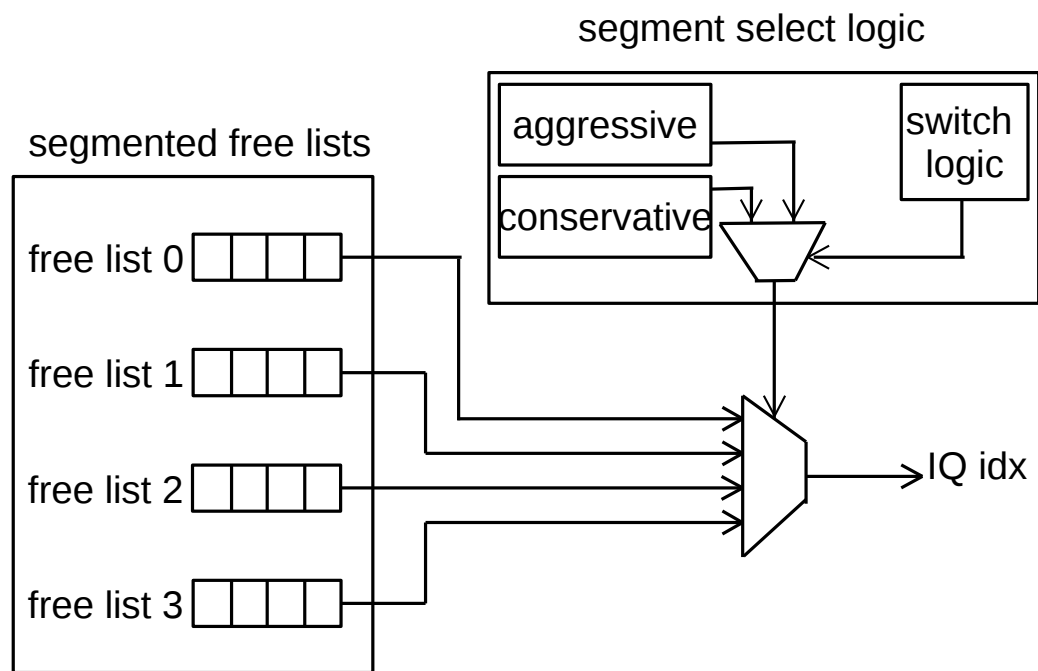 segment select logic
aggressive
conservative
switch
logic
segmented free lists
free list 0
free list 1
free list 2
free list 3
IQ idx